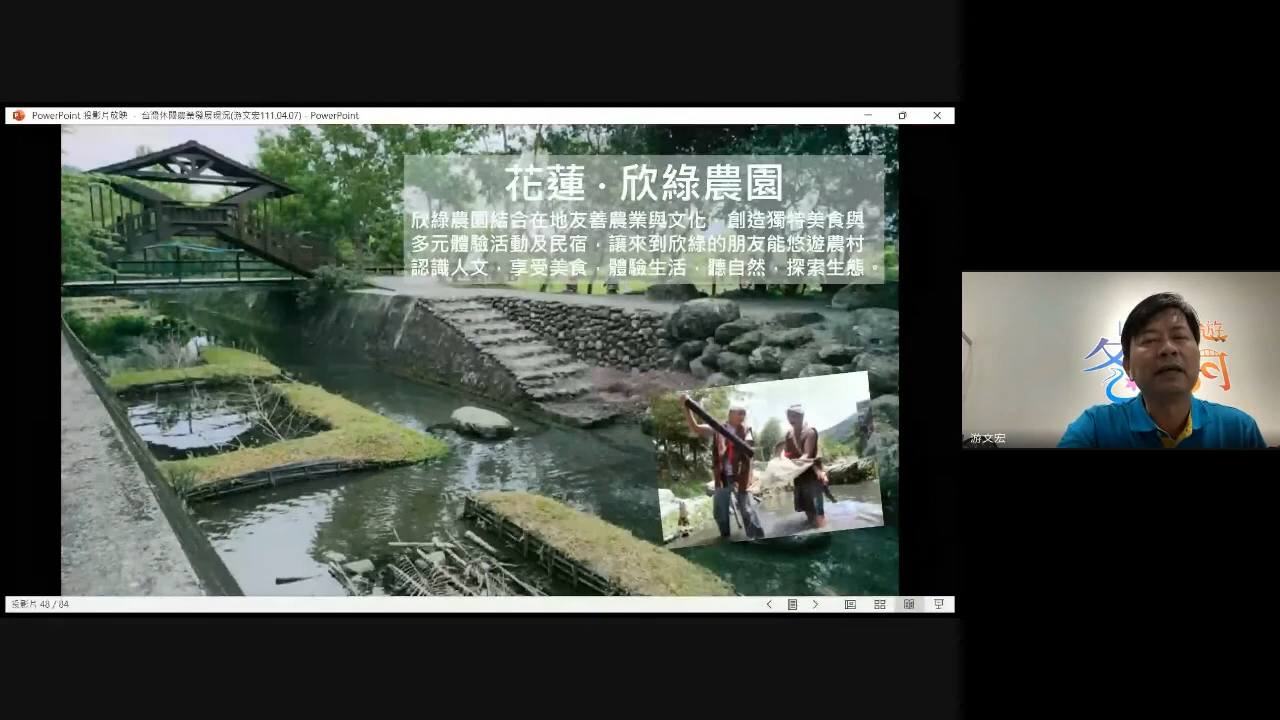 PowerPoint 投影片放映 - 台灣休閒農業發展現況(游文宏111.04.07) - PowerPoint
花蓮·欣綠農園
欣綠農園結合在地友善農業與文化，創造獨特美食與
多元體驗活動及民宿，讓來到欣綠的朋友能悠遊農村
認識人文，享受美食，體驗生活，聽自然，探索生態。
遊
冬 河
游文宏
投影片 48 / 84